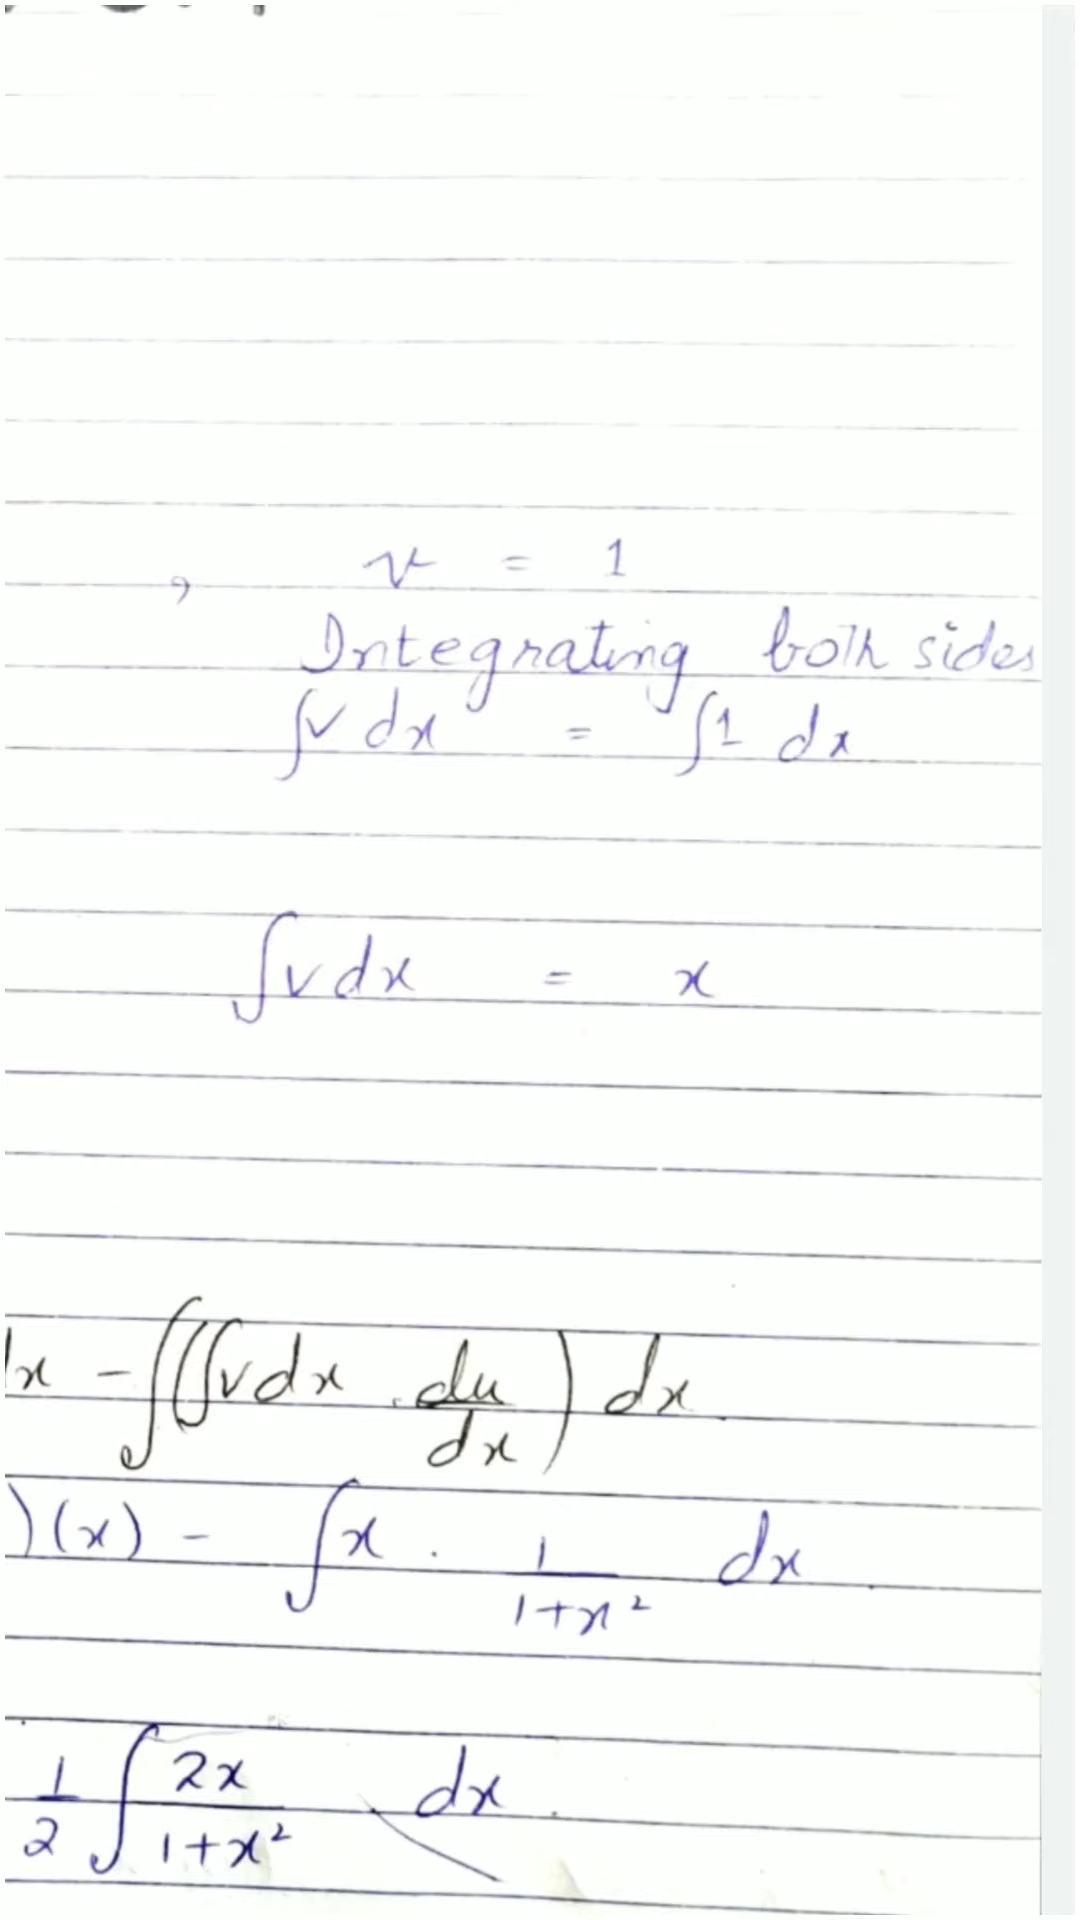 , v = 1
Integrating both sides
∫v dx = ∫1 dx
∫v dx = x
x - ∫(∫v dx . du/dx) dx
)(x) - ∫x . 1/1+x² dx
1/2 ∫ 2x/1+x² dx